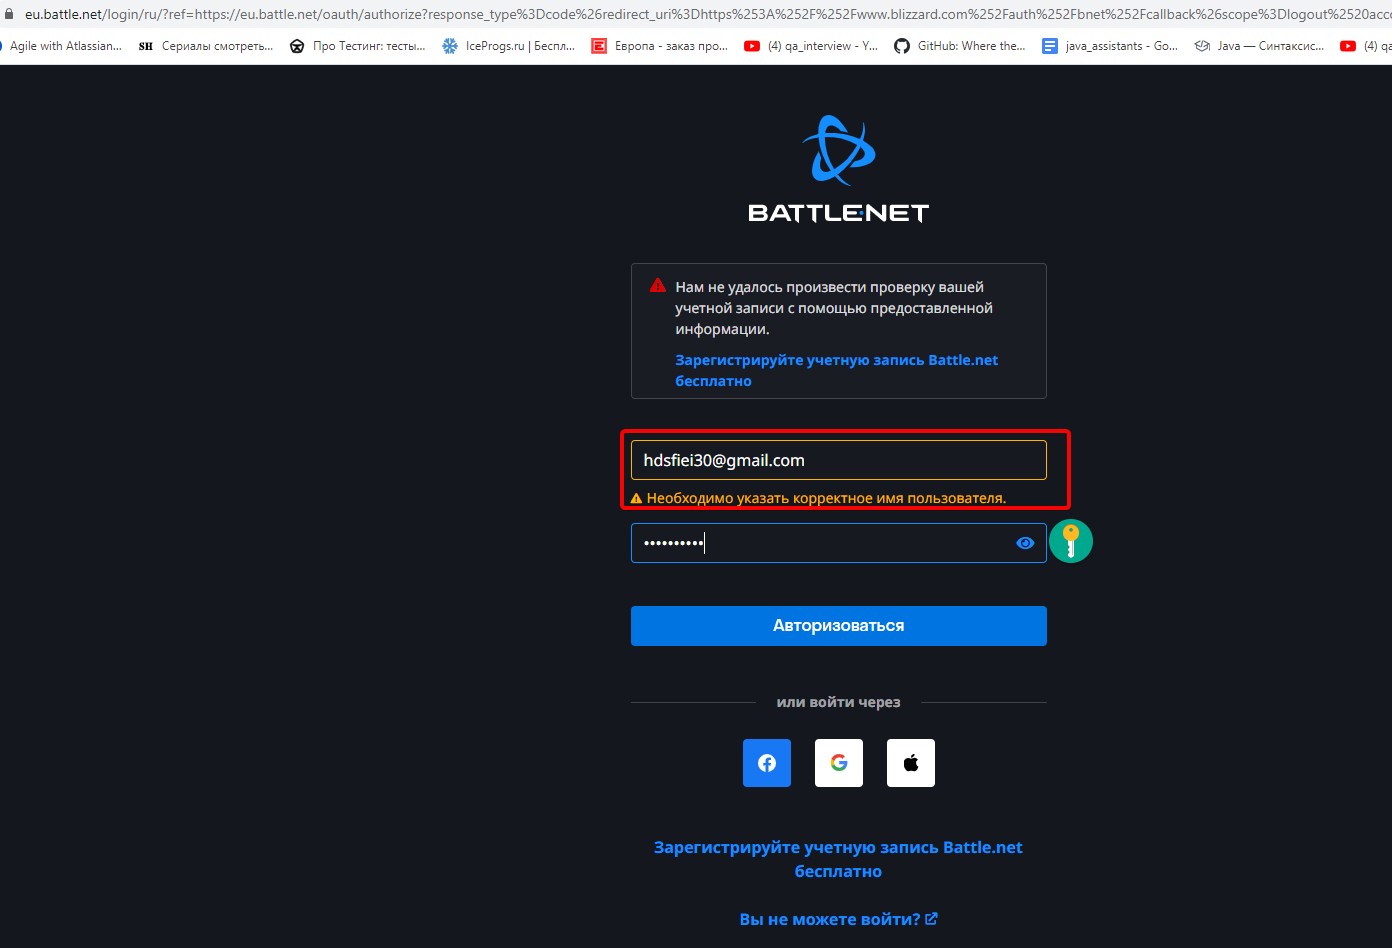 eu.battle.net/login/ru/?ref=https://eu.battle.net/oauth/authorize?response_type%3Dcode%26redirect_uri%3Dhttps%253A%252F%252Fwww.blizzard.com%252Fauth%252Fbnet%252Fcallback%26scope%3Dlogout%2520acco
Agile with Atlassian... SH Сериалы смотреть... Про Тестинг: тесты... IceProgs.ru | Беспл... Европа - заказ про... (4) qa_interview - Y... GitHub: Where the... java_assistants - Go... Java — Синтаксис... (4) qa
BATTLE.NET
Нам не удалось произвести проверку вашей
учетной записи с помощью предоставленной
информации.
Зарегистрируйте учетную запись Battle.net
бесплатно
hdsfiei30@gmail.com
Необходимо указать корректное имя пользователя.
••••••••••
Авторизоваться
или войти через
Зарегистрируйте учетную запись Battle.net
бесплатно
Вы не можете войти?